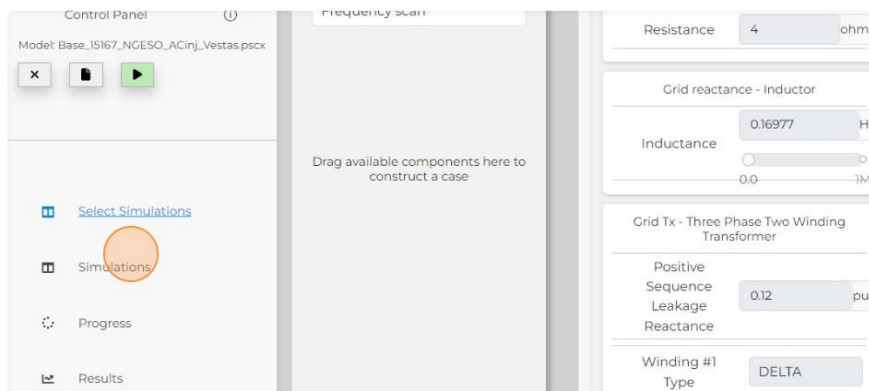 Control Panel
Model: Base_15167_NGESO_ACinj_Vestas.pscx
Select Simulations
Simulations
Progress
Results
Frequency scan
Drag available components here to
construct a case
Resistance 4 ohm
Grid reactance - Inductor
Inductance 0.16977 H
0.0 1M
Grid Tx - Three Phase Two Winding
Transformer
Positive
Sequence
Leakage
Reactance
0.12 pu
Winding #1
Type
DELTA